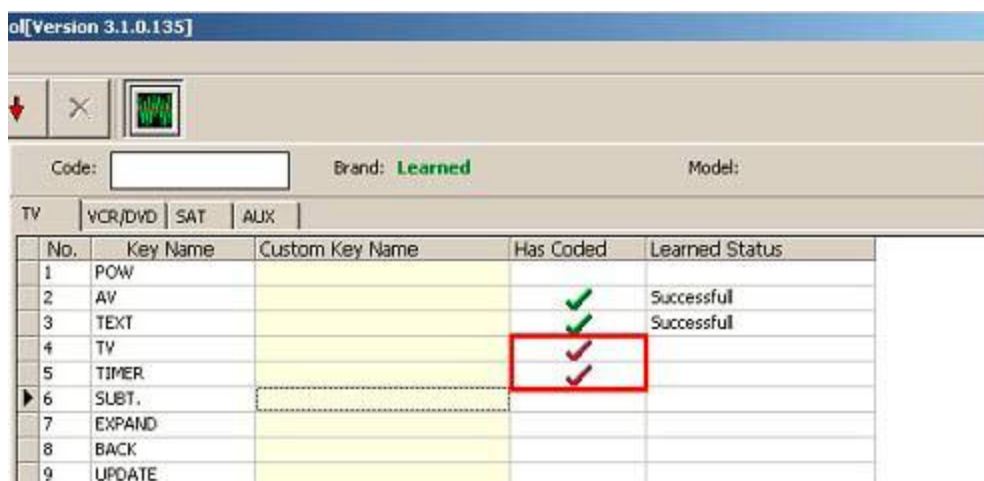 ol[Version 3.1.0.135]
Code: Brand: Learned Model:
TV VCR/DVD SAT AUX
No. Key Name Custom Key Name Has Coded Learned Status
1 POW
2 AV Successful
3 TEXT Successful
4 TV
5 TIMER
6 SUBT.
7 EXPAND
8 BACK
9 UPDATE